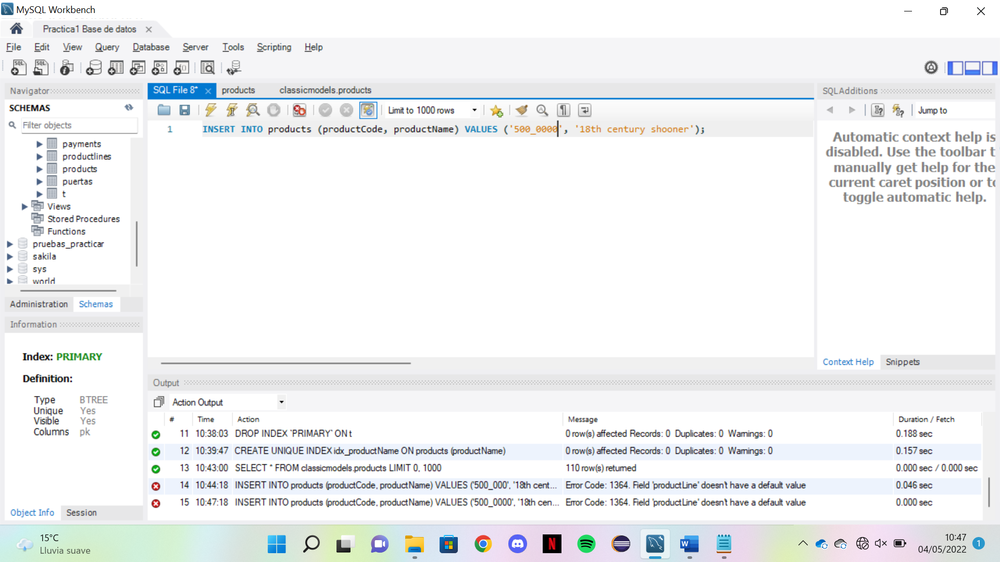 MySQL Workbench
Practica1 Base de datos
File Edit View Query Database Server Tools Scripting Help
Navigator
SCHEMAS
Filter objects
payments
productlines
products
puertas
t
Views
Stored Procedures
Functions
pruebas_practicar
sakila
sys
world
Administration Schemas
Information
Index: PRIMARY
Definition:
Type BTREE
Unique Yes
Visible Yes
Columns pk
Object Info Session
SQL File 8* products classicmodels.products
Limit to 1000 rows
1 INSERT INTO products (productCode, productName) VALUES ('500_0000', '18th century shooner');
SQLAdditions
Jump to
Automatic context help is
disabled. Use the toolbar t
manually get help for the
current caret position or to
toggle automatic help.
Context Help Snippets
Output
Action Output
# Time Action Message Duration / Fetch
11 10:38:03 DROP INDEX `PRIMARY` ON t 0 row(s) affected Records: 0 Duplicates: 0 Warnings: 0 0.188 sec
12 10:39:47 CREATE UNIQUE INDEX idx_productName ON products (productName) 0 row(s) affected Records: 0 Duplicates: 0 Warnings: 0 0.157 sec
13 10:43:00 SELECT * FROM classicmodels.products LIMIT 0, 1000 110 row(s) returned 0.000 sec / 0.000 sec
14 10:44:18 INSERT INTO products (productCode, productName) VALUES ('500_000', '18th cent... Error Code: 1364. Field 'productLine' doesn't have a default value 0.046 sec
15 10:47:18 INSERT INTO products (productCode, productName) VALUES ('500_0000', '18th cen... Error Code: 1364. Field 'productLine' doesn't have a default value 0.000 sec
15°C
Lluvia suave
10:47
04/05/2022
1